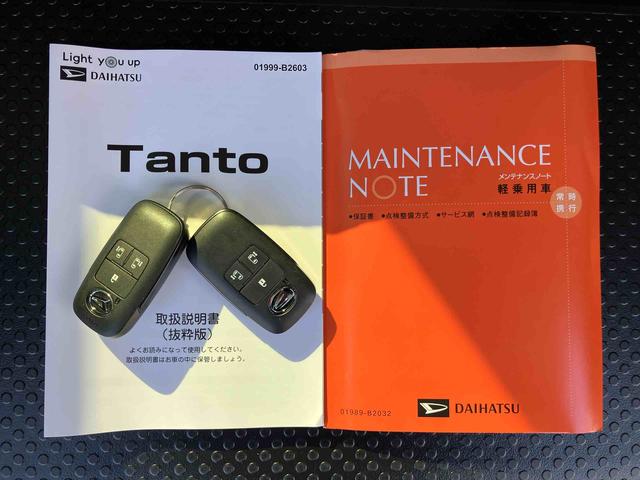 Light you up
DAIHATSU
01999-B2603
Tanto
取扱説明書
（抜粋版）
よくお読みになって使用してください。
取扱説明書はお車の中に保管しましょう。
MAINTENANCE
NOTE
メンテナンスノート
軽乗用車
常時
携行
●保証書 ●点検整備方式 ●サービス網 ●点検整備記録簿
01989-B2032
DAIHATSU